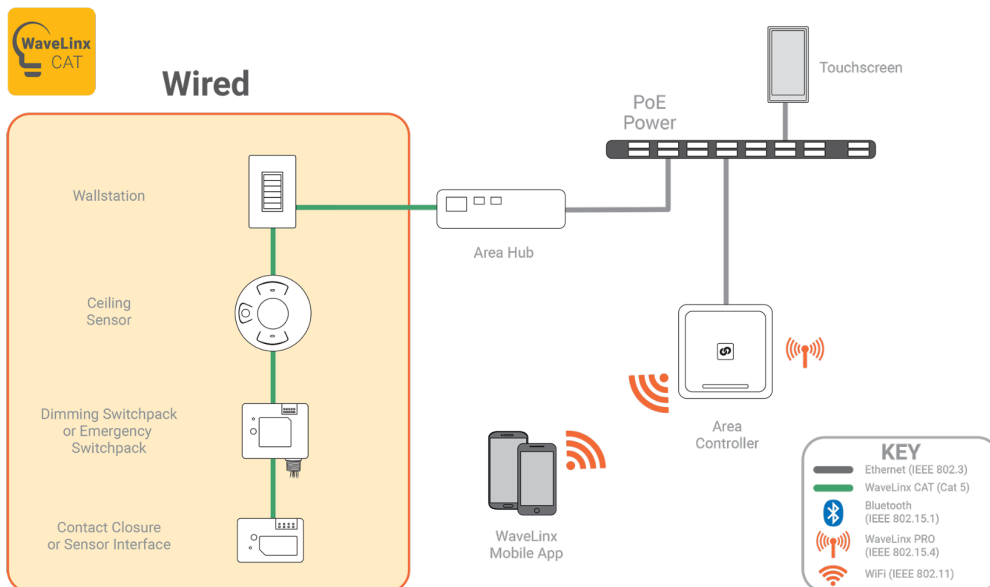 WaveLinx
CAT
Wired
Touchscreen
PoE
Power
Wallstation
Area Hub
Ceiling
Sensor
Dimming Switchpack
or Emergency
Switchpack
Area
Controller
Contact Closure
or Sensor Interface
WaveLinx
Mobile App
KEY
Ethernet (IEEE 802.3)
WaveLinx CAT (Cat 5)
Bluetooth
(IEEE 802.15.1)
WaveLinx PRO
(IEEE 802.15.4)
WiFi (IEEE 802.11)